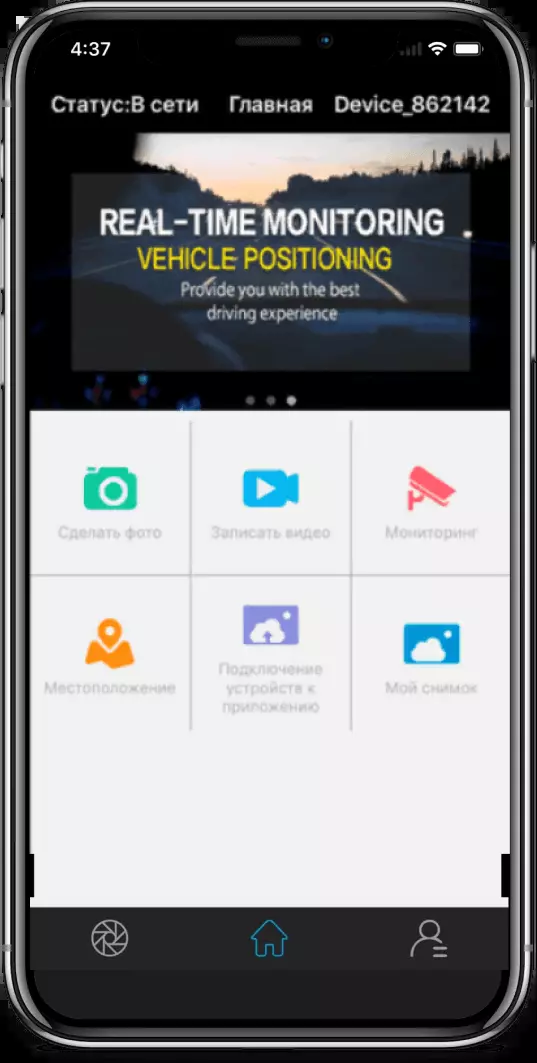 4:37
Статус:В сети Главная Device_862142
REAL-TIME MONITORING
VEHICLE POSITIONING
Provide you with the best
driving experience
Сделать фото Записать видео Мониторинг
Местоположение
Подключение
устройств к
приложению
Мой снимок